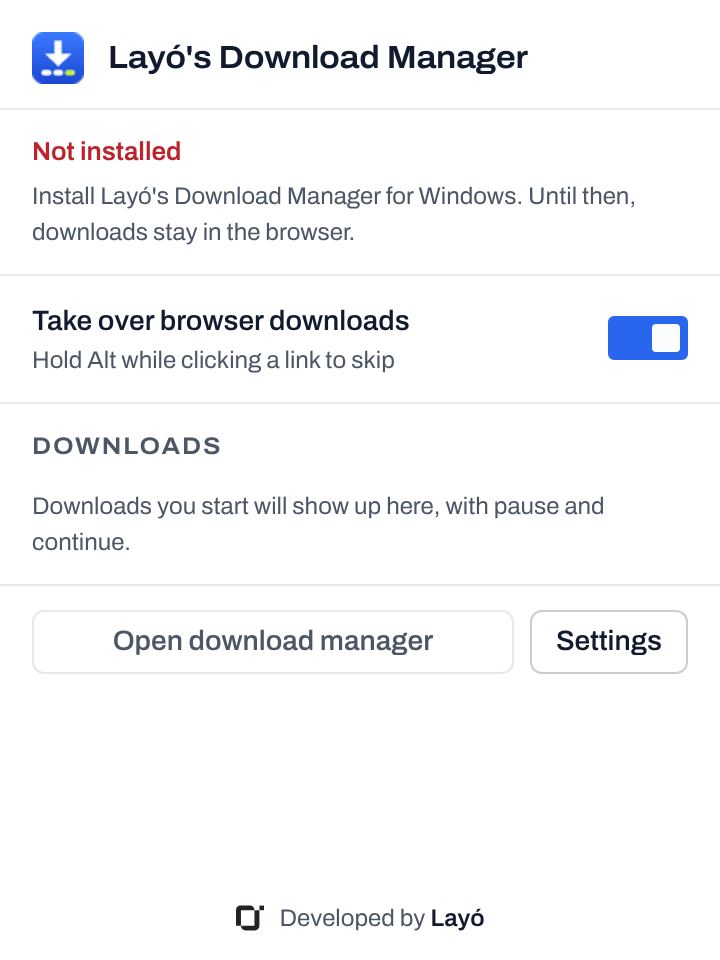 Layó's Download Manager
Not installed
Install Layó's Download Manager for Windows. Until then,
downloads stay in the browser.
Take over browser downloads
Hold Alt while clicking a link to skip
DOWNLOADS
Downloads you start will show up here, with pause and
continue.
Open download manager
Settings
Developed by Layó